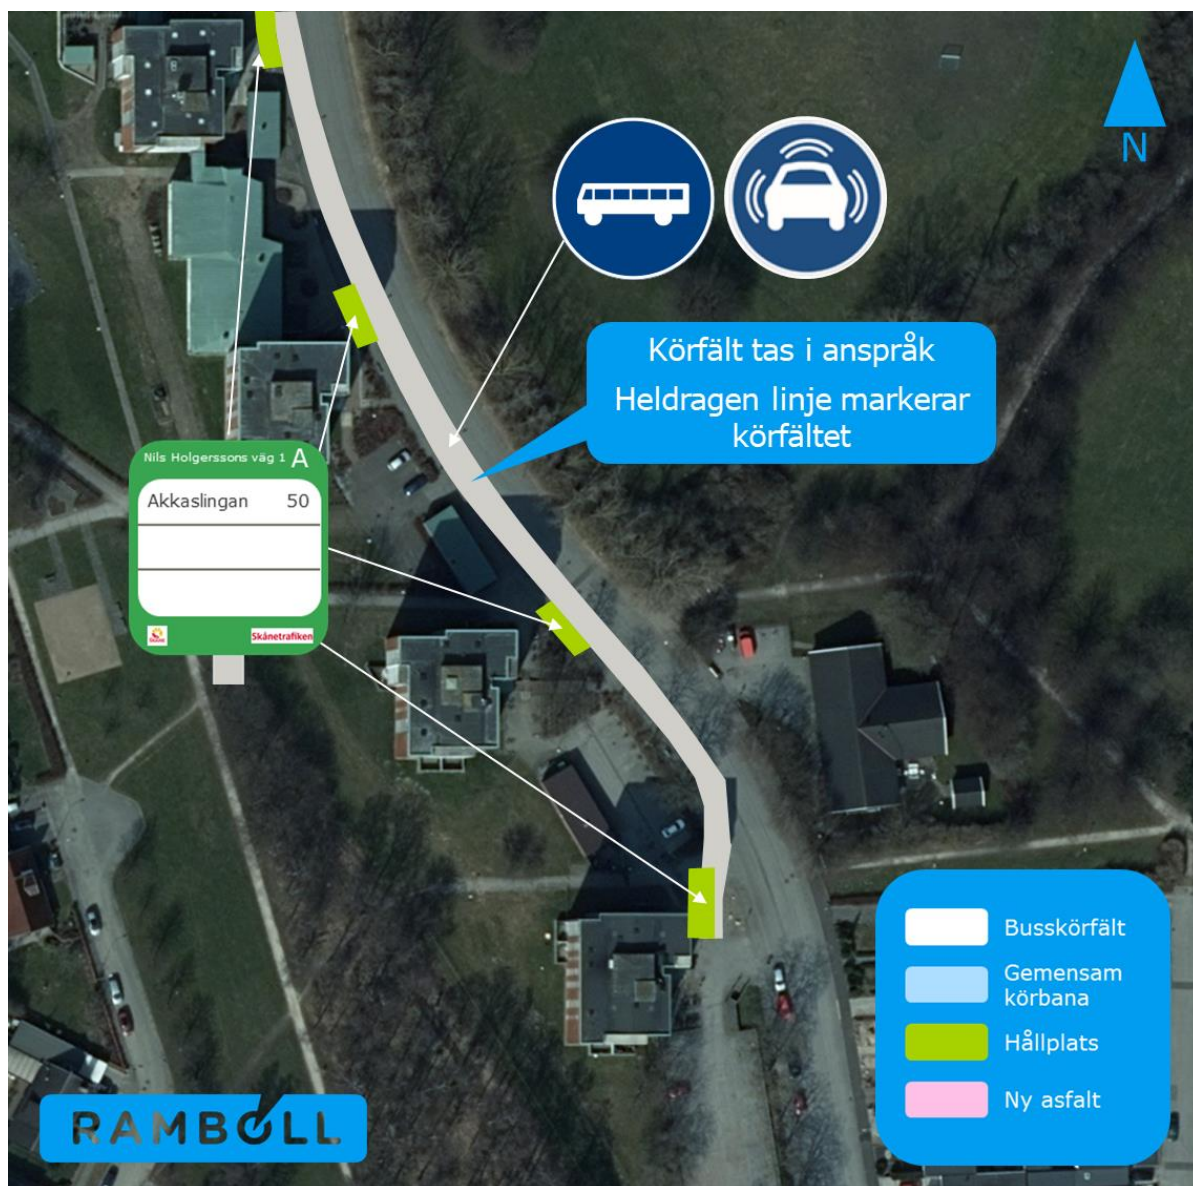 N
Körfält tas i anspråk
Heldragen linje markerar
körfältet
Nils Holgerssons väg 1 A
Akkaslingan 50
SKÅNE
Skånetrafiken
Busskörfält
Gemensam
körbana
Hållplats
Ny asfalt
RAMBOLL